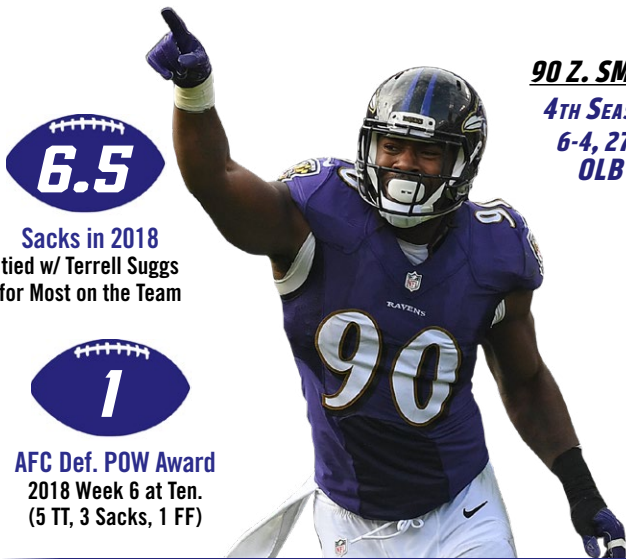 90 Z. SM
4TH SEAS
6-4, 27
OLB
6.5
Sacks in 2018
tied w/ Terrell Suggs
for Most on the Team
1
AFC Def. POW Award
2018 Week 6 at Ten.
(5 TT, 3 Sacks, 1 FF)
90
RAVENS
90
NFL